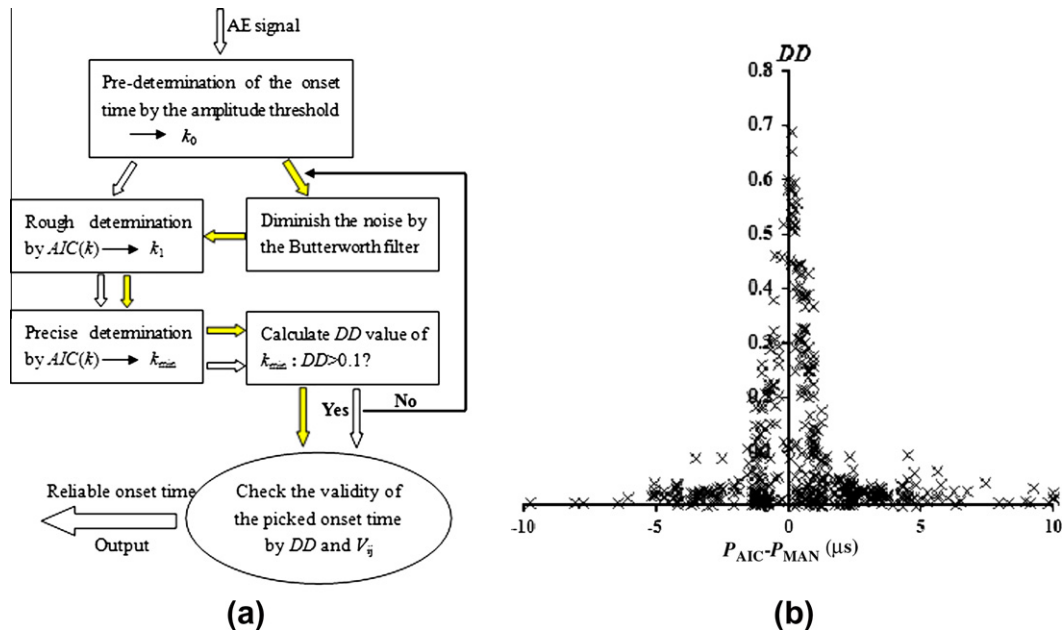 AE signal
Pre-determination of the onset
time by the amplitude threshold
→ k0
Rough determination
by AIC(k) → k1
Diminish the noise by
the Butterworth filter
Precise determination
by AIC(k) → kmin
Calculate DD value of
kmin : DD>0.1?
Yes
No
Reliable onset time
Output
Check the validity of
the picked onset time
by DD and Vij
(a)
DD
0.8
0.7
0.6
0.5
0.4
0.3
0.2
-10
-5
0
5
10
PAIC-PMAN (μs)
(b)